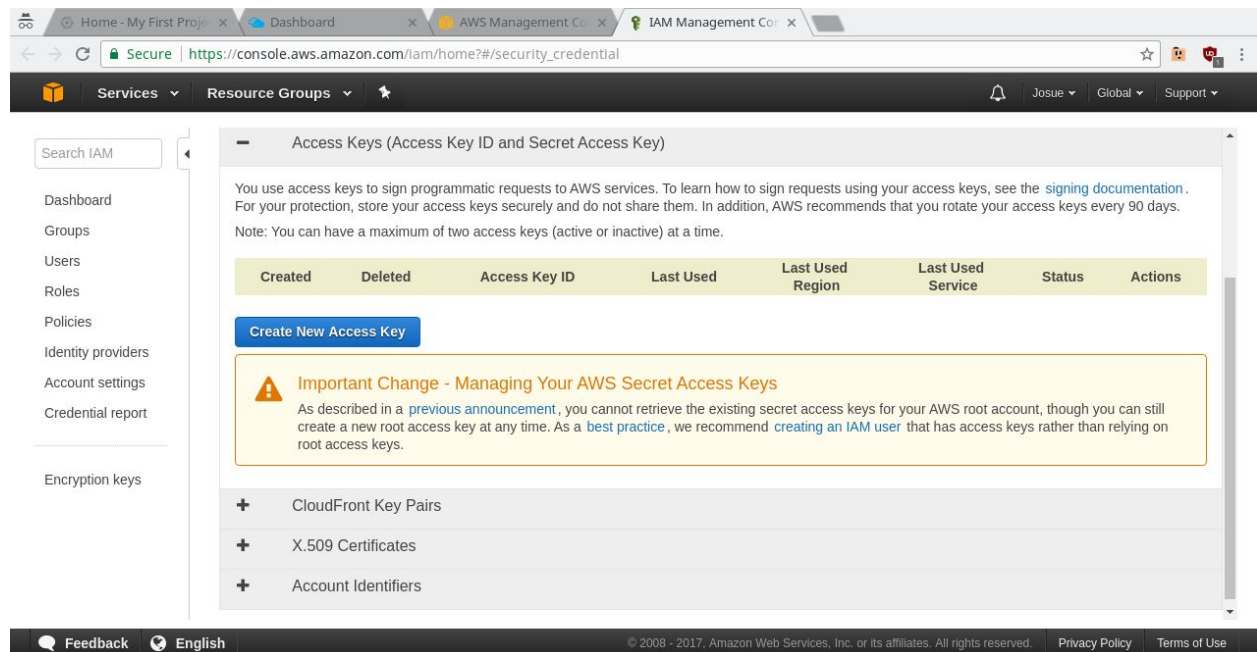 Home - My First Proje
Dashboard
AWS Management Co
IAM Management Con
Secure | https://console.aws.amazon.com/iam/home?#/security_credential
Services
Resource Groups
Josue
Global
Support
Search IAM
Dashboard
Groups
Users
Roles
Policies
Identity providers
Account settings
Credential report
Encryption keys
Access Keys (Access Key ID and Secret Access Key)
You use access keys to sign programmatic requests to AWS services. To learn how to sign requests using your access keys, see the signing documentation.
For your protection, store your access keys securely and do not share them. In addition, AWS recommends that you rotate your access keys every 90 days.
Note: You can have a maximum of two access keys (active or inactive) at a time.
Created Deleted Access Key ID Last Used Last Used Region Last Used Service Status Actions
Create New Access Key
Important Change - Managing Your AWS Secret Access Keys
As described in a previous announcement, you cannot retrieve the existing secret access keys for your AWS root account, though you can still
create a new root access key at any time. As a best practice, we recommend creating an IAM user that has access keys rather than relying on
root access keys.
CloudFront Key Pairs
X.509 Certificates
Account Identifiers
Feedback
English
© 2008 - 2017, Amazon Web Services, Inc. or its affiliates. All rights reserved.
Privacy Policy
Terms of Use